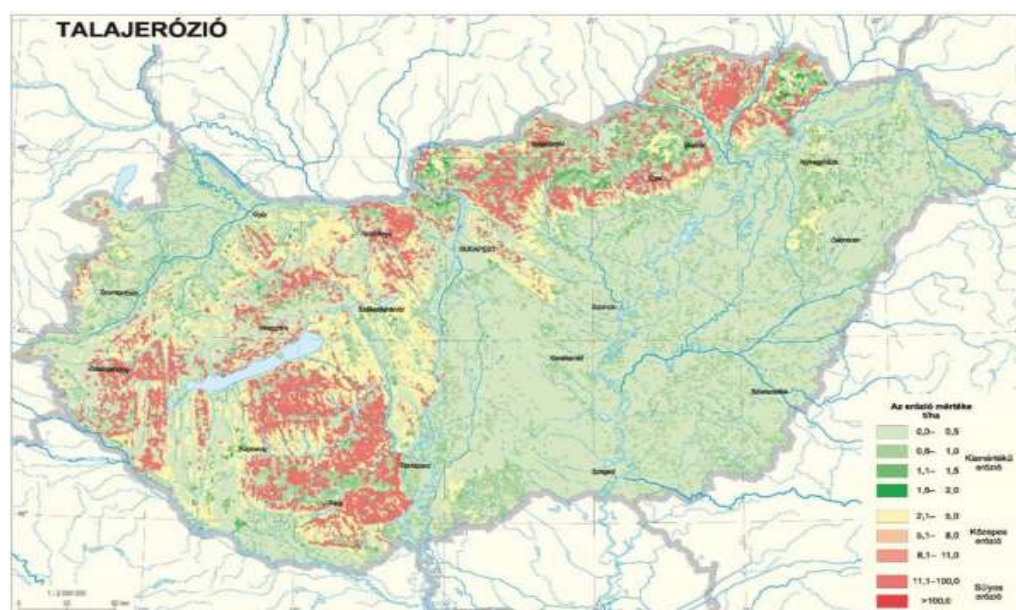 TALAJERÓZIÓ
Győr
BUDAPEST
Székesfehérvár
Szombathely
Veszprém
Zalaegerszeg
Kaposvár
Pécs
Szekszárd
Kecskemét
Szolnok
Szeged
Békéscsaba
Debrecen
Nyíregyháza
Miskolc
Eger
Az erózió mértéke
t/ha
0,0– 0,5
0,6– 1,0
1,1– 1,5
1,6– 2,0
Kismértékű
erózió
2,1– 5,0
5,1– 8,0
8,1– 11,0
Közepes
erózió
11,1–100,0
>100,0
Súlyos
erózió